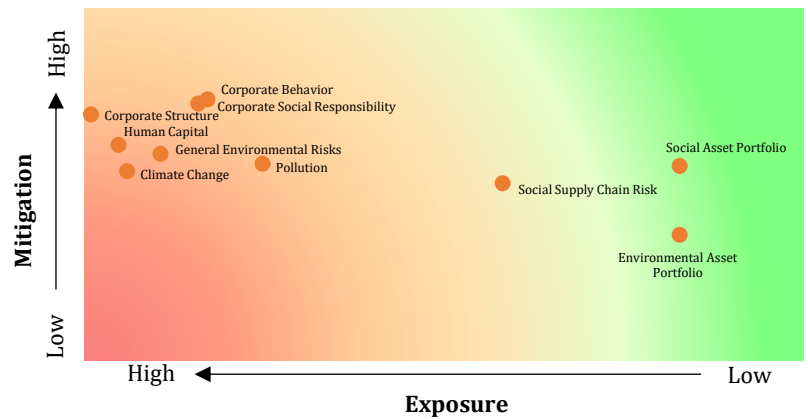 High
Mitigation
Low
Corporate Behavior
Corporate Social Responsibility
Corporate Structure
Human Capital
General Environmental Risks
Climate Change
Pollution
Social Asset Portfolio
Social Supply Chain Risk
Environmental Asset
Portfolio
High
Low
Exposure